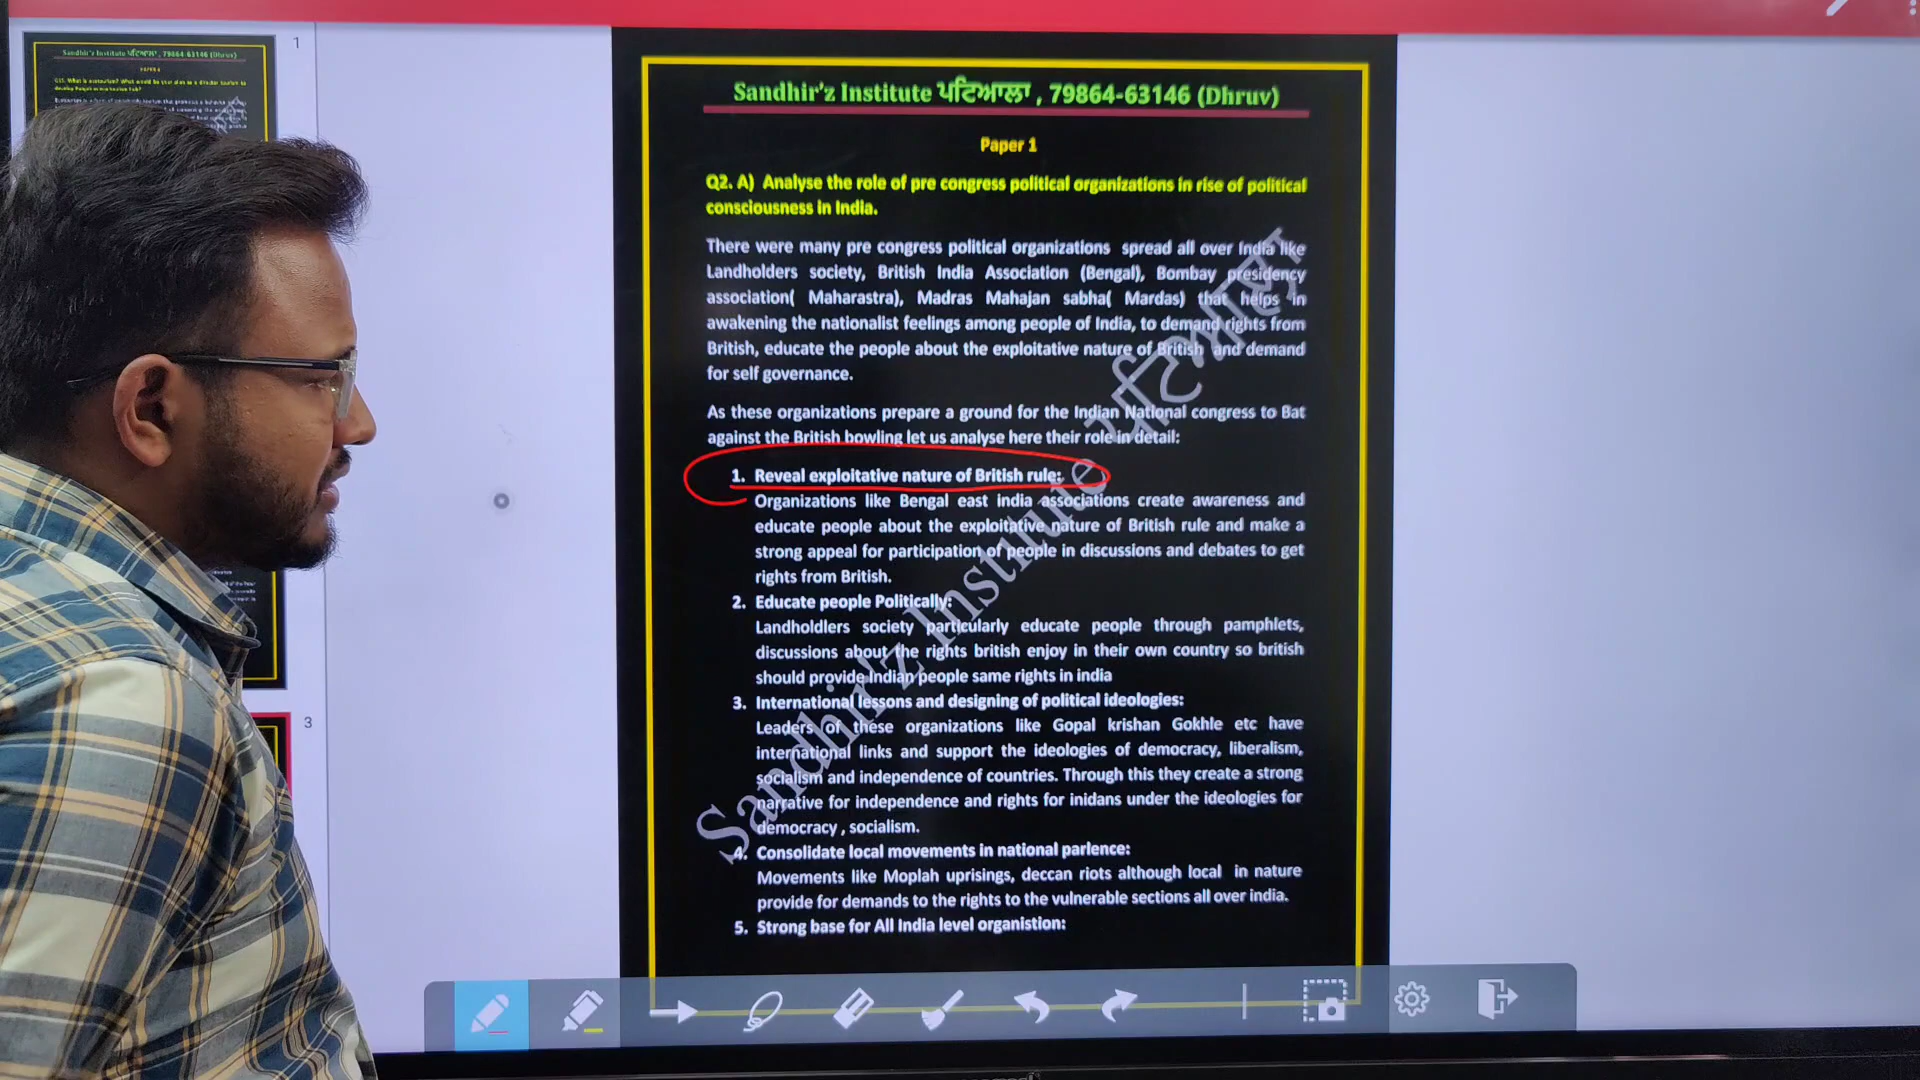 Sandhir'z Institute ਪਟਿਆਲਾ , 79864-63146 (Dhruv)
Paper 1
Q2. A) Analyse the role of pre congress political organizations in rise of political
consciousness in India.
There were many pre congress political organizations spread all over India like
Landholders society, British India Association (Bengal), Bombay presidency
association( Maharastra), Madras Mahajan sabha( Mardas) that helps in
awakening the nationalist feelings among people of India, to demand rights from
British, educate the people about the exploitative nature of British and demand
for self governance.
As these organizations prepare a ground for the Indian National congress to Bat
against the British bowling let us analyse here their role in detail:
1. Reveal exploitative nature of British rule:
Organizations like Bengal east india associations create awareness and
educate people about the exploitative nature of British rule and make a
strong appeal for participation of people in discussions and debates to get
rights from British.
2. Educate people Politically:
Landholdlers society particularly educate people through pamphlets,
discussions about the rights british enjoy in their own country so british
should provide Indian people same rights in india
3. International lessons and designing of political ideologies:
Leaders of these organizations like Gopal krishan Gokhle etc have
international links and support the ideologies of democracy, liberalism,
socialism and independence of countries. Through this they create a strong
narrative for independence and rights for inidans under the ideologies for
democracy , socialism.
4. Consolidate local movements in national parlence:
Movements like Moplah uprisings, deccan riots although local in nature
provide for demands to the rights to the vulnerable sections all over india.
5. Strong base for All India level organistion:
Sandhir'z Institute ਪਟਿਆਲਾ
1
Sandhir'z Institute ਪਟਿਆਲਾ , 79864-63146 (Dhruv)
3